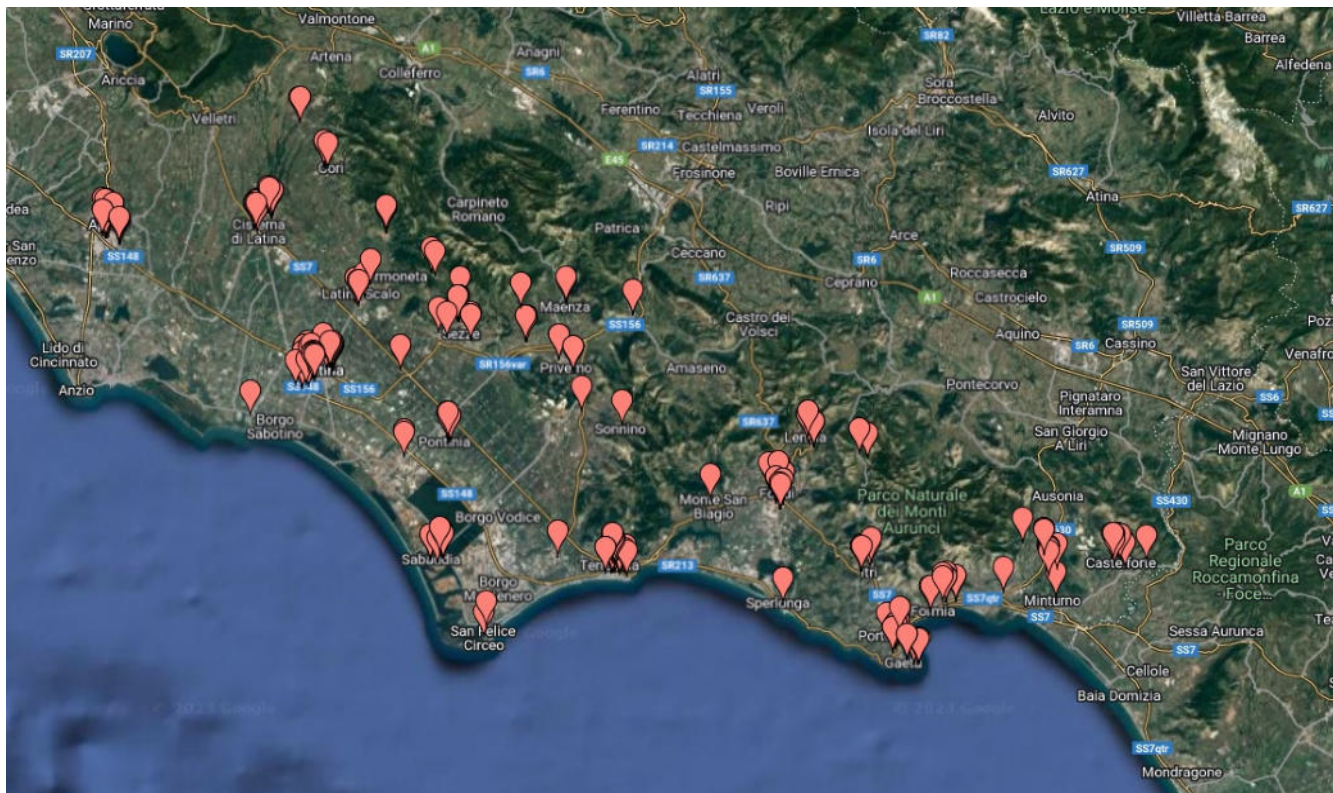 Marino
Valmontone
Lazio e Molise
Villetta Barrea
SR207
Artena
A1
Anagni
SR82
Barrea
Ariccia
Colleferro
SR6
Alatri
Sora
Alfedena
SR155
Ferentino
Tecchiena
Veroli
Broccostella
Velletri
Alvito
Isola del Liri
SR214
Castelmassimo
E45
Cori
Frosinone
Boville Ernica
SR627
Atina
Carpineto
Romano
Ripi
SR627
Cisterna
di Latina
Patrica
Arce
SS148
Ceccano
SR509
SS7
SR637
SR6
Roccasecca
Latina Scalo
Maenza
Ceprano
A1
Castrocielo
Castro dei
Volsci
SS156
SR509
Aquino
SR6
Cassino
Lido di
Cincinnato
SR156var
Priverno
Amaseno
San Vittore
del Lazio
Anzio
SS148
SS156
Pontecorvo
SS6
Pignataro
Interamna
Borgo
Sabotino
Sonnino
SR637
San Giorgio
A Liri
Mignano
Monte Lungo
Pontinia
A1
SS148
Monte San
Biagio
Parco Naturale
dei Monti
Aurunci
Ausonia
SS430
Borgo Vodice
Parco
Regionale
Roccamonfina
Foce...
Sabaudia
SR213
Castelforte
Borgo
Sperlonga
SS7
SS7qtr
Minturno
SS7
Formia
San Felice
Circeo
Sessa Aurunca
SS7
Gaeta
Cellole
Baia Domizia
SS7qtr
Mondragone